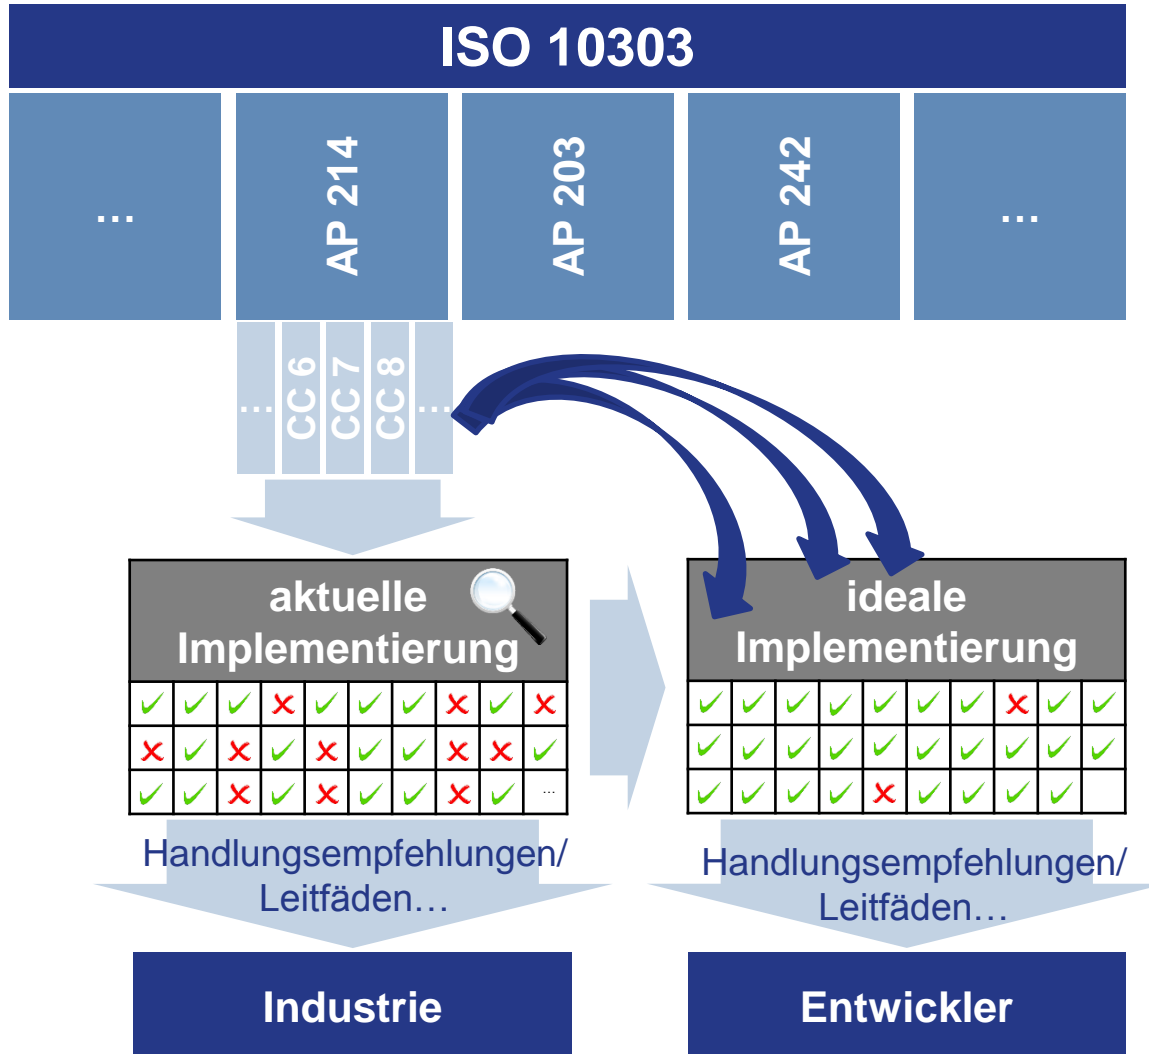 ISO 10303
…
AP 214
AP 203
AP 242
…
…
CC 6
CC 7
CC 8
…
aktuelle
Implementierung
ideale
Implementierung
...
Handlungsempfehlungen/
Leitfäden…
Handlungsempfehlungen/
Leitfäden…
Industrie
Entwickler